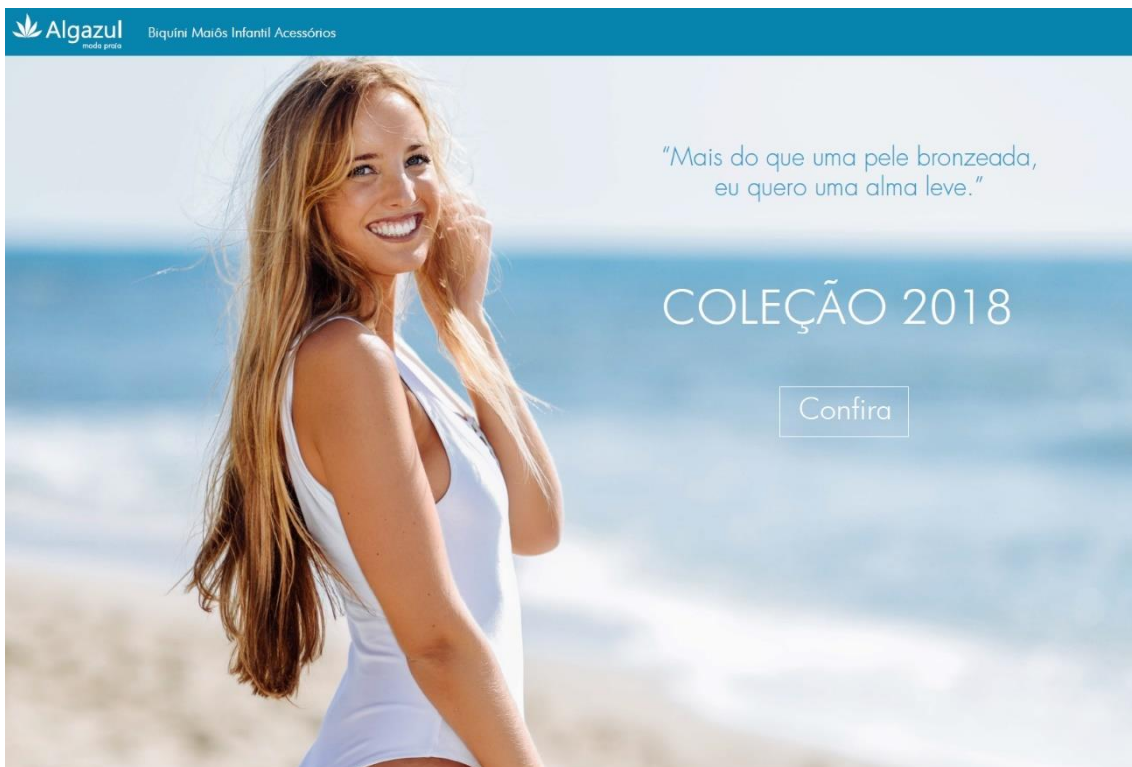 Algazul
moda praia
Biquíni Maiôs Infantil Acessórios
“Mais do que uma pele bronzeada,
eu quero uma alma leve.”
COLEÇÃO 2018
Confira